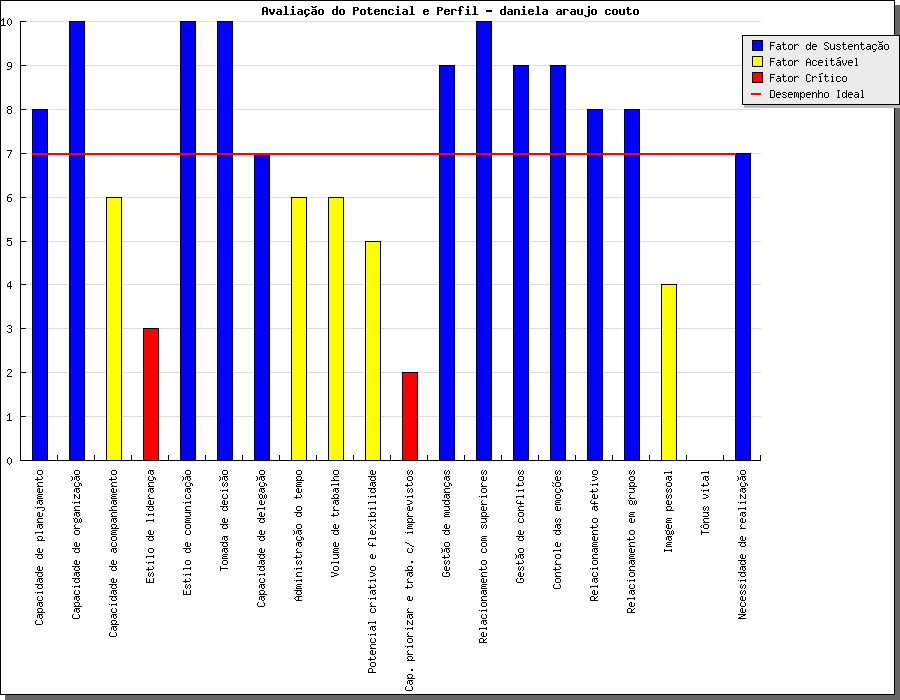 Avaliação do Potencial e Perfil - daniela araujo couto
Fator de Sustentação
Fator Aceitável
Fator Crítico
Desempenho Ideal
10
9
8
7
6
5
4
3
2
1
0
Capacidade de planejamento
Capacidade de organização
Capacidade de acompanhamento
Estilo de liderança
Estilo de comunicação
Tomada de decisão
Capacidade de delegação
Administração do tempo
Volume de trabalho
Potencial criativo e flexibilidade
Cap. priorizar e trab. c/ imprevistos
Gestão de mudanças
Relacionamento com superiores
Gestão de conflitos
Controle das emoções
Relacionamento afetivo
Relacionamento em grupos
Imagem pessoal
Tônus vital
Necessidade de realização